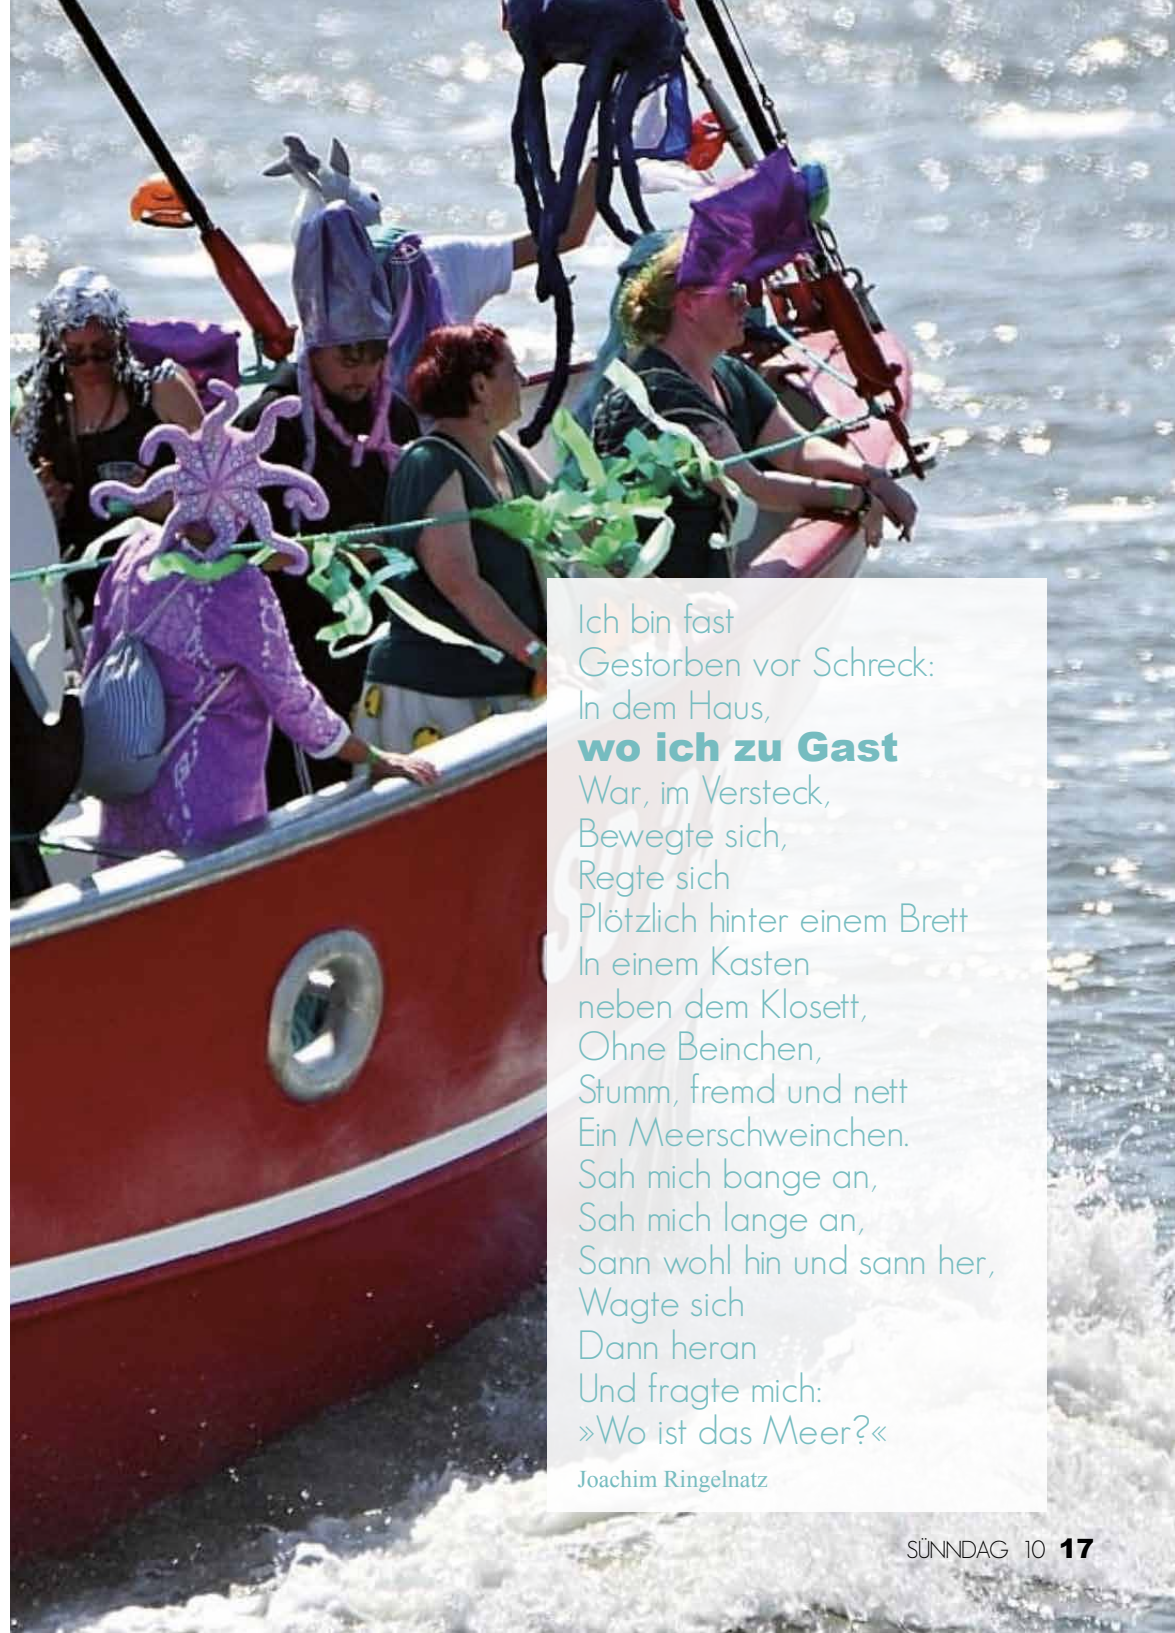 Ich bin fast
Gestorben vor Schreck:
In dem Haus,
wo ich zu Gast
War, im Versteck,
Bewegte sich,
Regte sich
Plötzlich hinter einem Brett
In einem Kasten
neben dem Klosett,
Ohne Beinchen,
Stumm, fremd und nett
Ein Meerschweinchen.
Sah mich bange an,
Sah mich lange an,
Sann wohl hin und sann her,
Wagte sich
Dann heran
Und fragte mich:
»Wo ist das Meer?«
Joachim Ringelnatz
SÜNNDAG 10 17